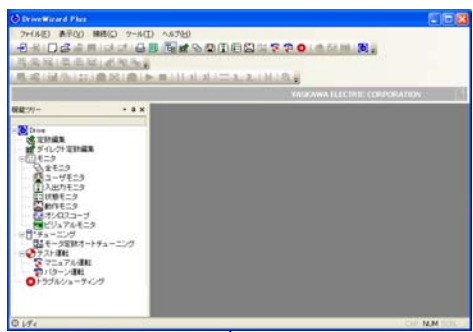 DriveWizard Plus
ファイル(F) 表示(V) 接続(C) ツール(T) ヘルプ(H)
YASKAWA ELECTRIC CORPORATION
機能ツリー
Drive
定数編集
ダイレクト定数編集
モニタ
全モニタ
ユーザモニタ
入出力モニタ
状態モニタ
動作モニタ
オシロスコープ
ビジュアルモニタ
チューニング
モータ定数オートチューニング
テスト運転
マニュアル運転
パターン運転
トラブルシューティング
レディ
CAP NUM SCRL